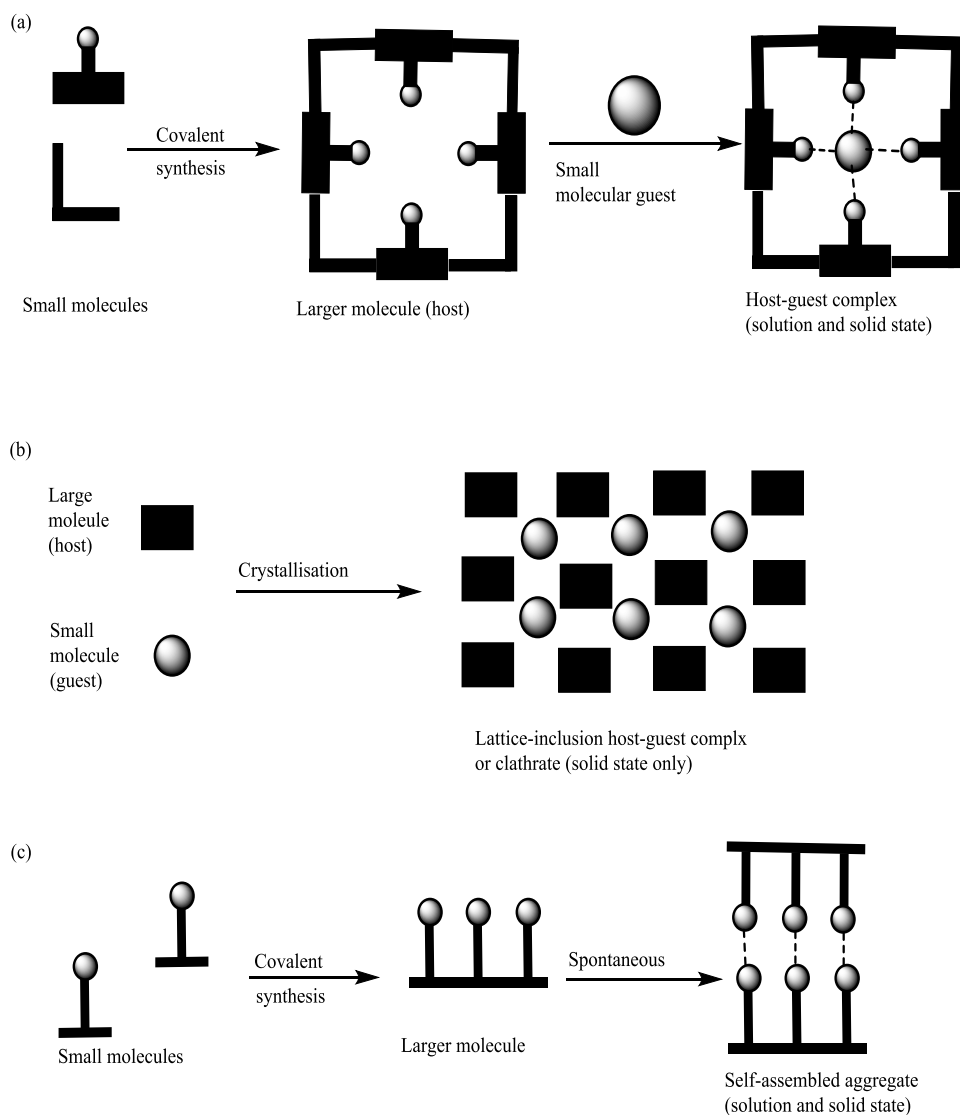 (a)
Covalent
synthesis
Small
molecular guest
Small molecules
Larger molecule (host)
Host-guest complex
(solution and solid state)
(b)
Large
moleule
(host)
Crystallisation
Small
molecule
(guest)
Lattice-inclusion host-guest complx
or clathrate (solid state only)
(c)
Covalent
synthesis
Spontaneous
Small molecules
Larger molecule
Self-assembled aggregate
(solution and solid state)